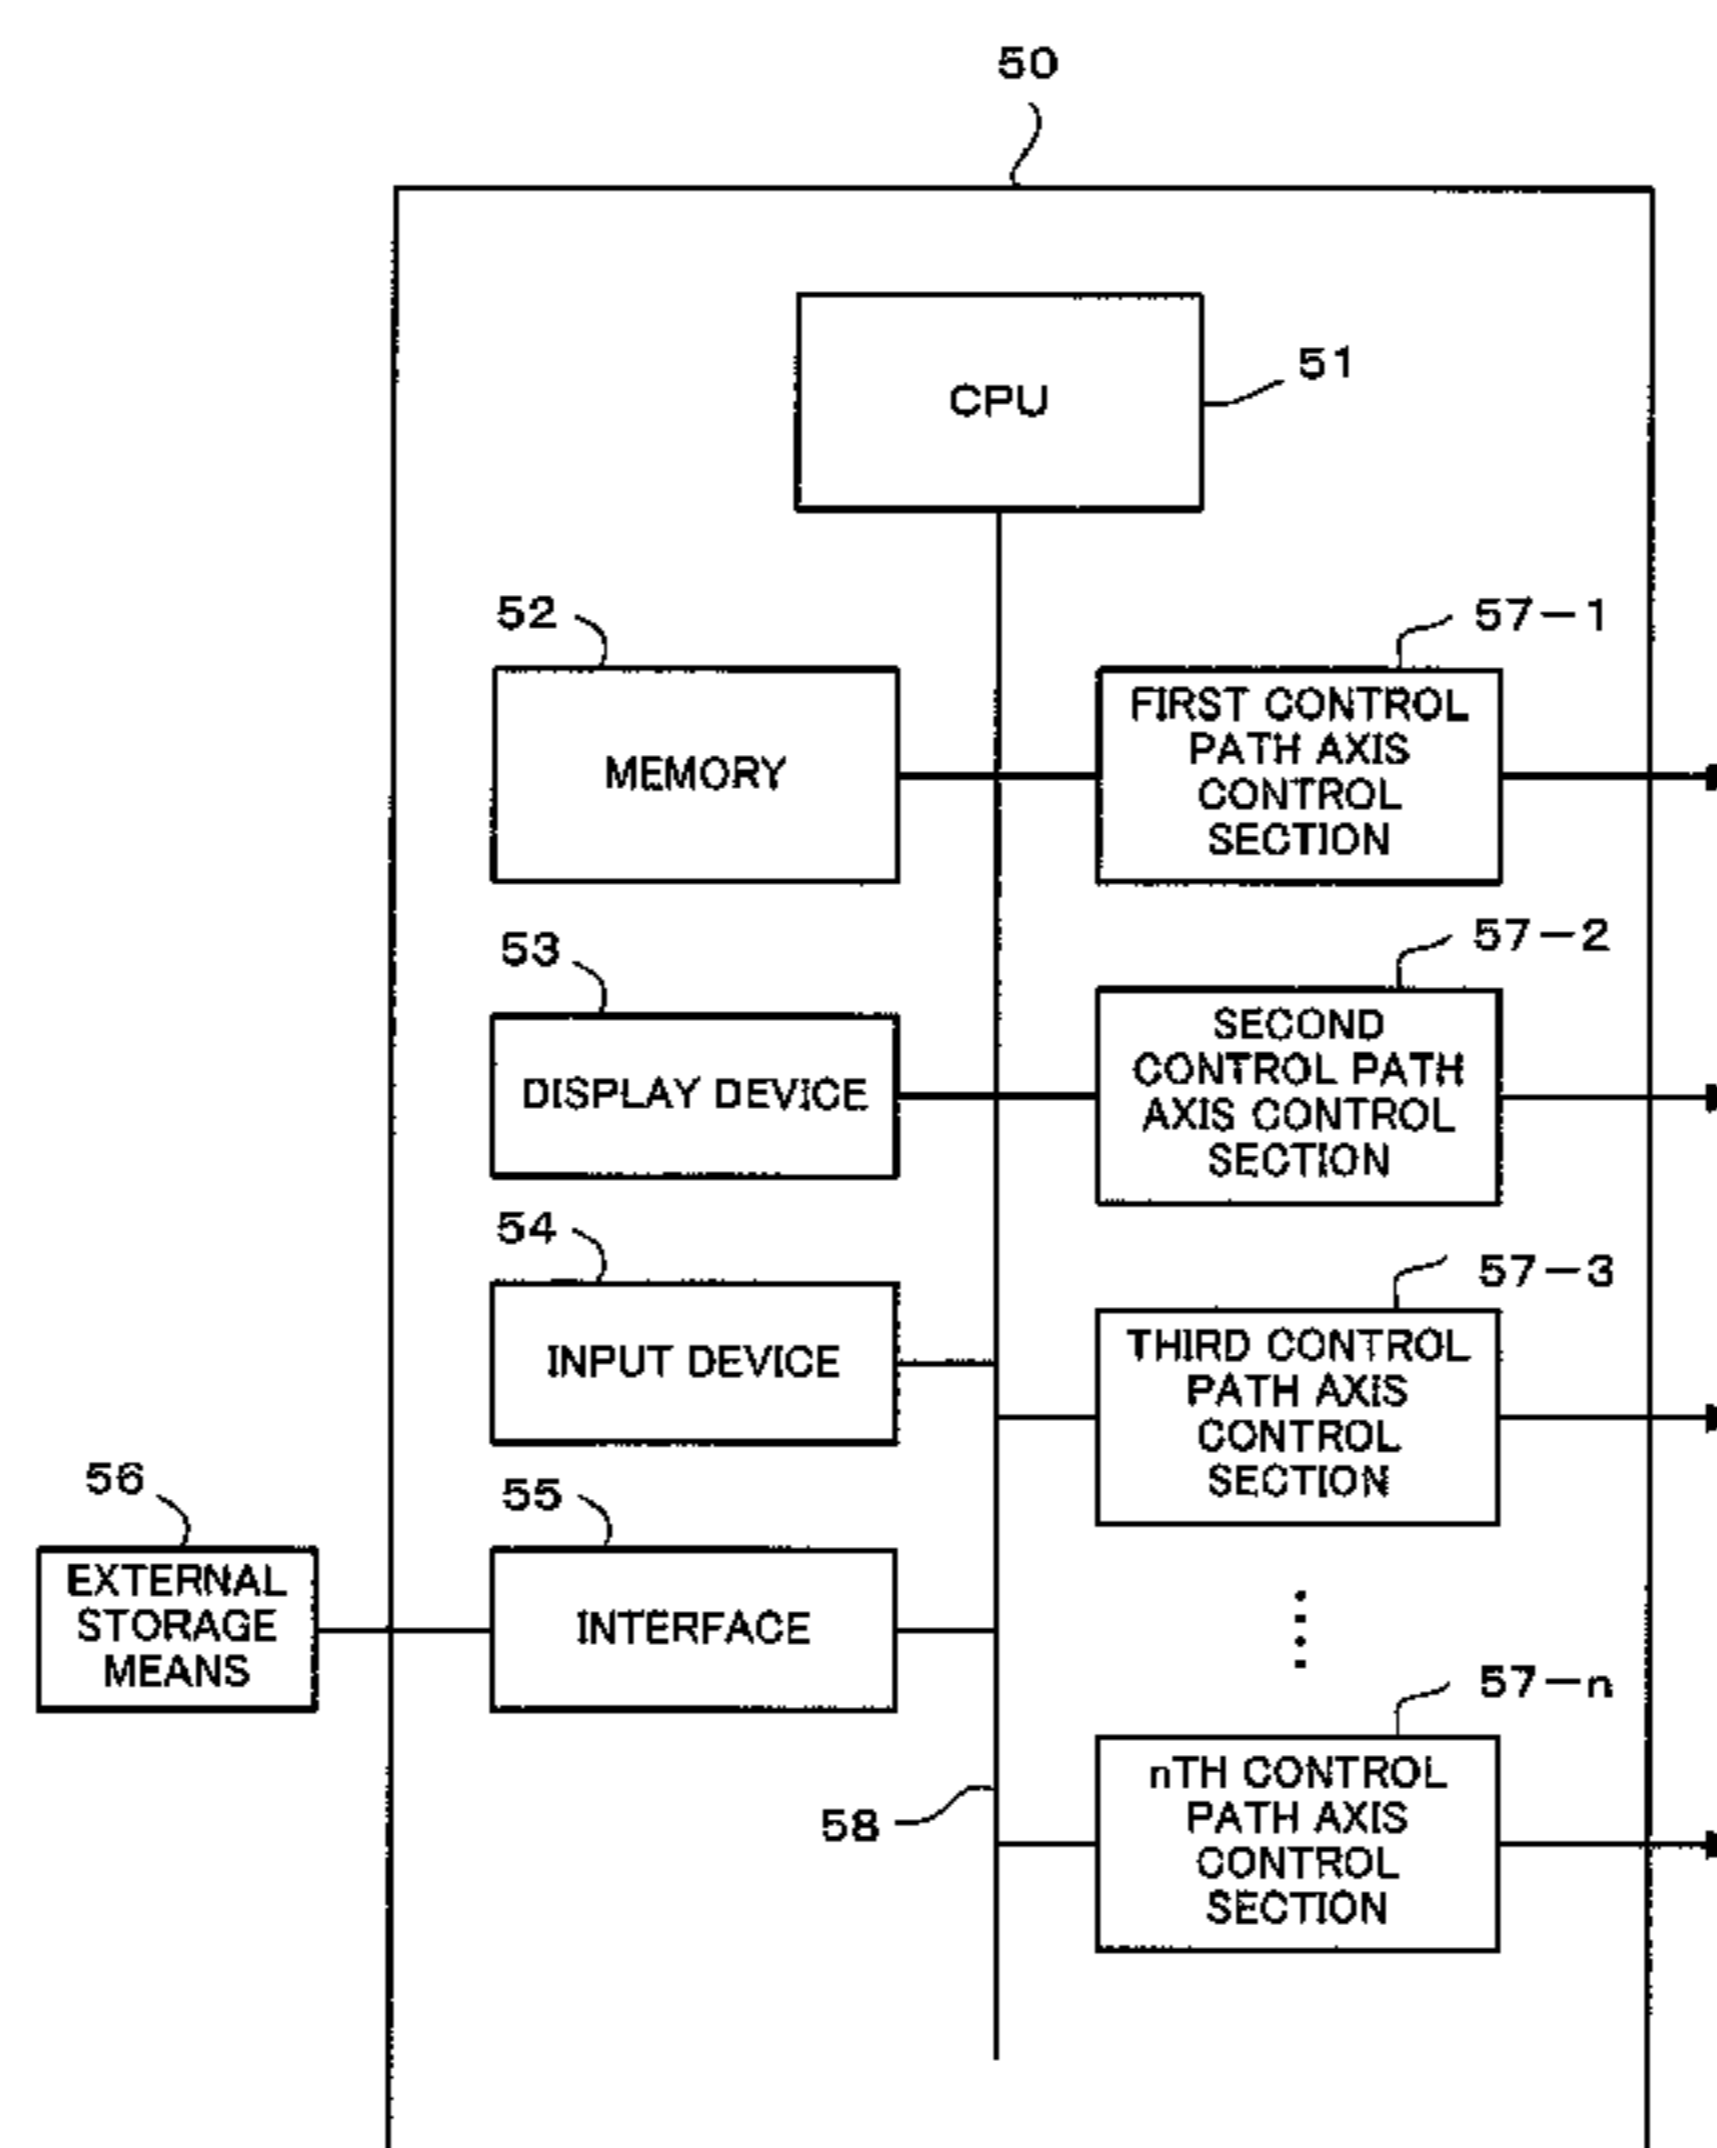 50
CPU
51
52
57-1
MEMORY
FIRST CONTROL
PATH AXIS
CONTROL
SECTION
53
57-2
DISPLAY DEVICE
SECOND
CONTROL PATH
AXIS CONTROL
SECTION
54
57-3
INPUT DEVICE
THIRD CONTROL
PATH AXIS
CONTROL
SECTION
56
55
EXTERNAL
STORAGE
MEANS
INTERFACE
57-n
58
nTH CONTROL
PATH AXIS
CONTROL
SECTION